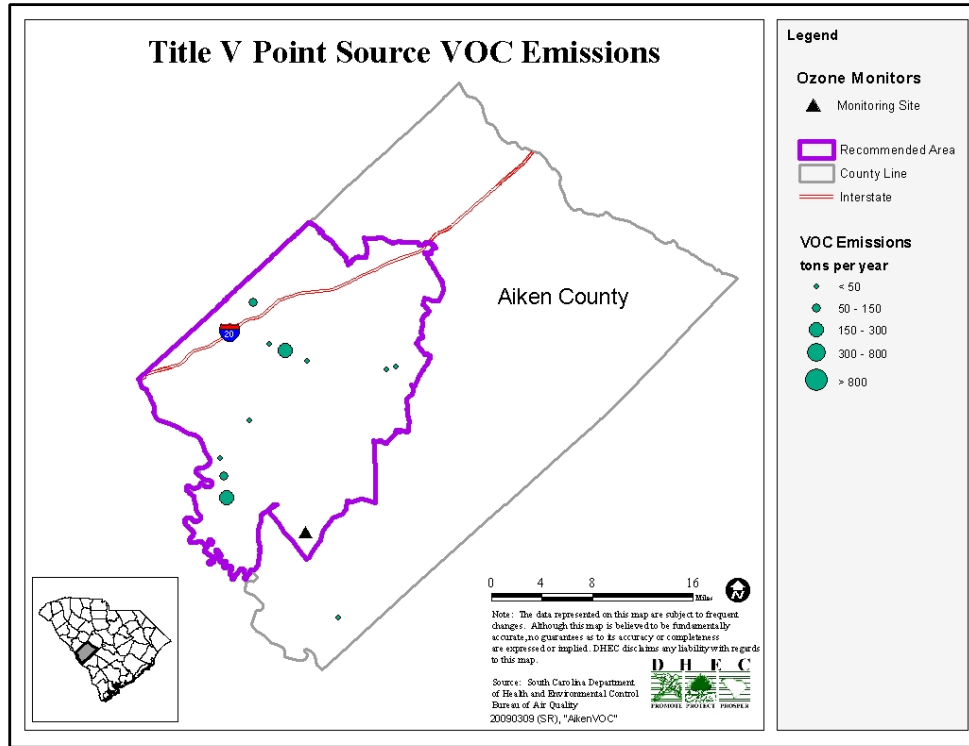 Title V Point Source VOC Emissions
Aiken County
20
0 4 8 16
Miles
N
Note: The data represented on this map are subject to frequent
changes. Although this map is believed to be fundamentally
accurate, no guarantees as to its accuracy or completeness
are expressed or implied. DHEC disclaims any liability with regards
to this map.
Source: South Carolina Department
of Health and Environmental Control
Bureau of Air Quality
20090309 (SR), "AikenVOC"
D H E C
PROMOTE PROTECT PROSPER
Legend
Ozone Monitors
Monitoring Site
Recommended Area
County Line
Interstate
VOC Emissions
tons per year
< 50
50 - 150
150 - 300
300 - 800
> 800